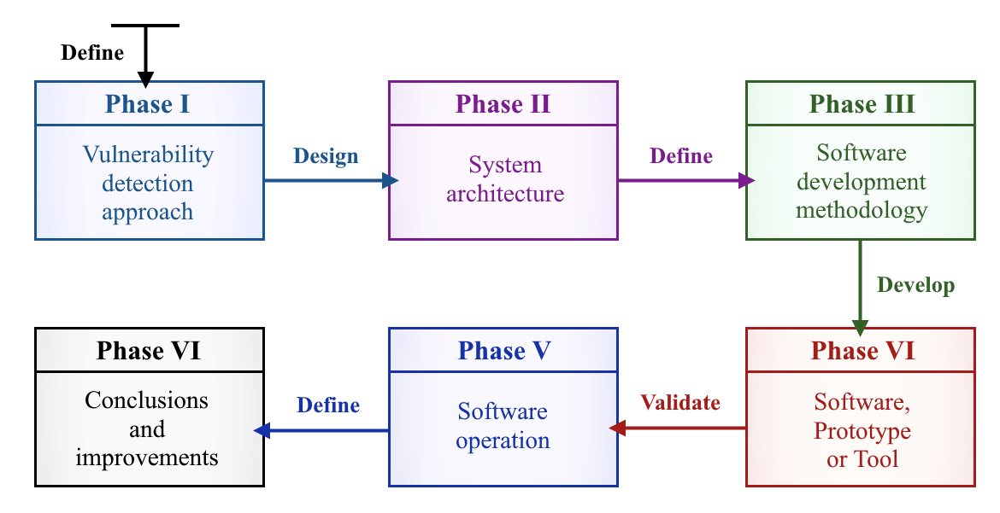 Define
Phase I
Vulnerability
detection
approach
Design
Phase II
System
architecture
Define
Phase III
Software
development
methodology
Develop
Phase VI
Software,
Prototype
or Tool
Validate
Phase V
Software
operation
Define
Phase VI
Conclusions
and
improvements